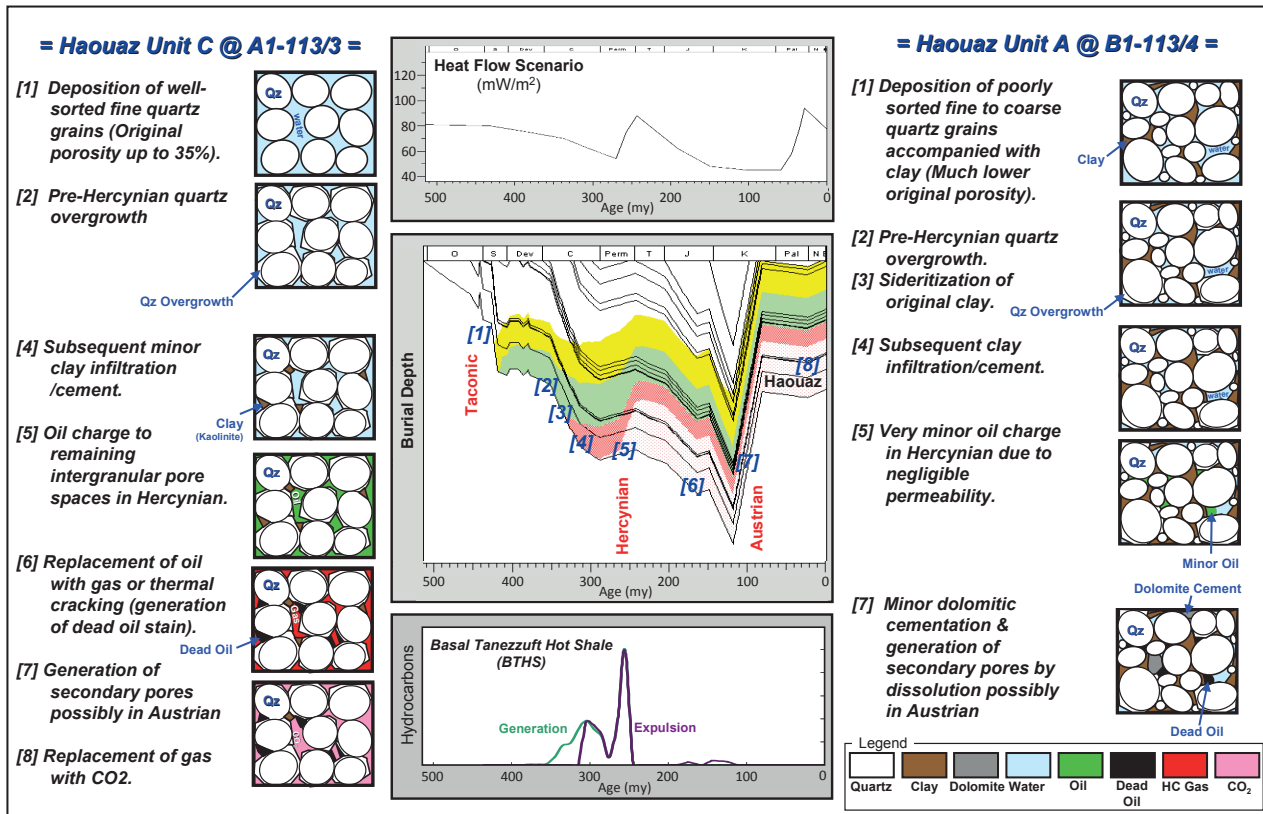 = Haouaz Unit C @ A1-113/3 =
[1] Deposition of well-
sorted fine quartz
grains (Original
porosity up to 35%).
[2] Pre-Hercynian quartz
overgrowth
Qz Overgrowth
[4] Subsequent minor
clay infiltration
/cement.
Clay
(Kaolinite)
[5] Oil charge to
remaining
intergranular pore
spaces in Hercynian.
[6] Replacement of oil
with gas or thermal
cracking (generation
of dead oil stain).
Dead Oil
[7] Generation of
secondary pores
possibly in Austrian
[8] Replacement of gas
with CO2.
Qz
water
Qz
Qz
Qz
Oil
Qz
Gas
Qz
O S Dev C Perm T J K Pal N
Heat Flow Scenario
(mW/m²)
120
100
80
60
40
500 400 300 200 100 0
Age (my)
O S Dev C Perm T J K Pal N
Burial Depth
[1]
Taconic
[2]
[3]
[4]
[5]
Hercynian
[6]
[7]
Austrian
[8]
Haouaz
500 400 300 200 100 0
Age (my)
Basal Tanezzuft Hot Shale
(BTHS)
Hydrocarbons
Generation
Expulsion
500 400 300 200 100 0
Age (my)
= Haouaz Unit A @ B1-113/4 =
[1] Deposition of poorly
sorted fine to coarse
quartz grains
accompanied with
clay (Much lower
original porosity).
Clay
[2] Pre-Hercynian quartz
overgrowth.
[3] Sideritization of
original clay.
Qz Overgrowth
[4] Subsequent clay
infiltration/cement.
[5] Very minor oil charge
in Hercynian due to
negligible
permeability.
Minor Oil
Dolomite Cement
[7] Minor dolomitic
cementation &
generation of
secondary pores by
dissolution possibly
in Austrian
Dead Oil
Qz
water
Qz
water
Qz
water
Qz
Qz
Legend
Quartz
Clay
Dolomite
Water
Oil
Dead
Oil
HC Gas
CO₂